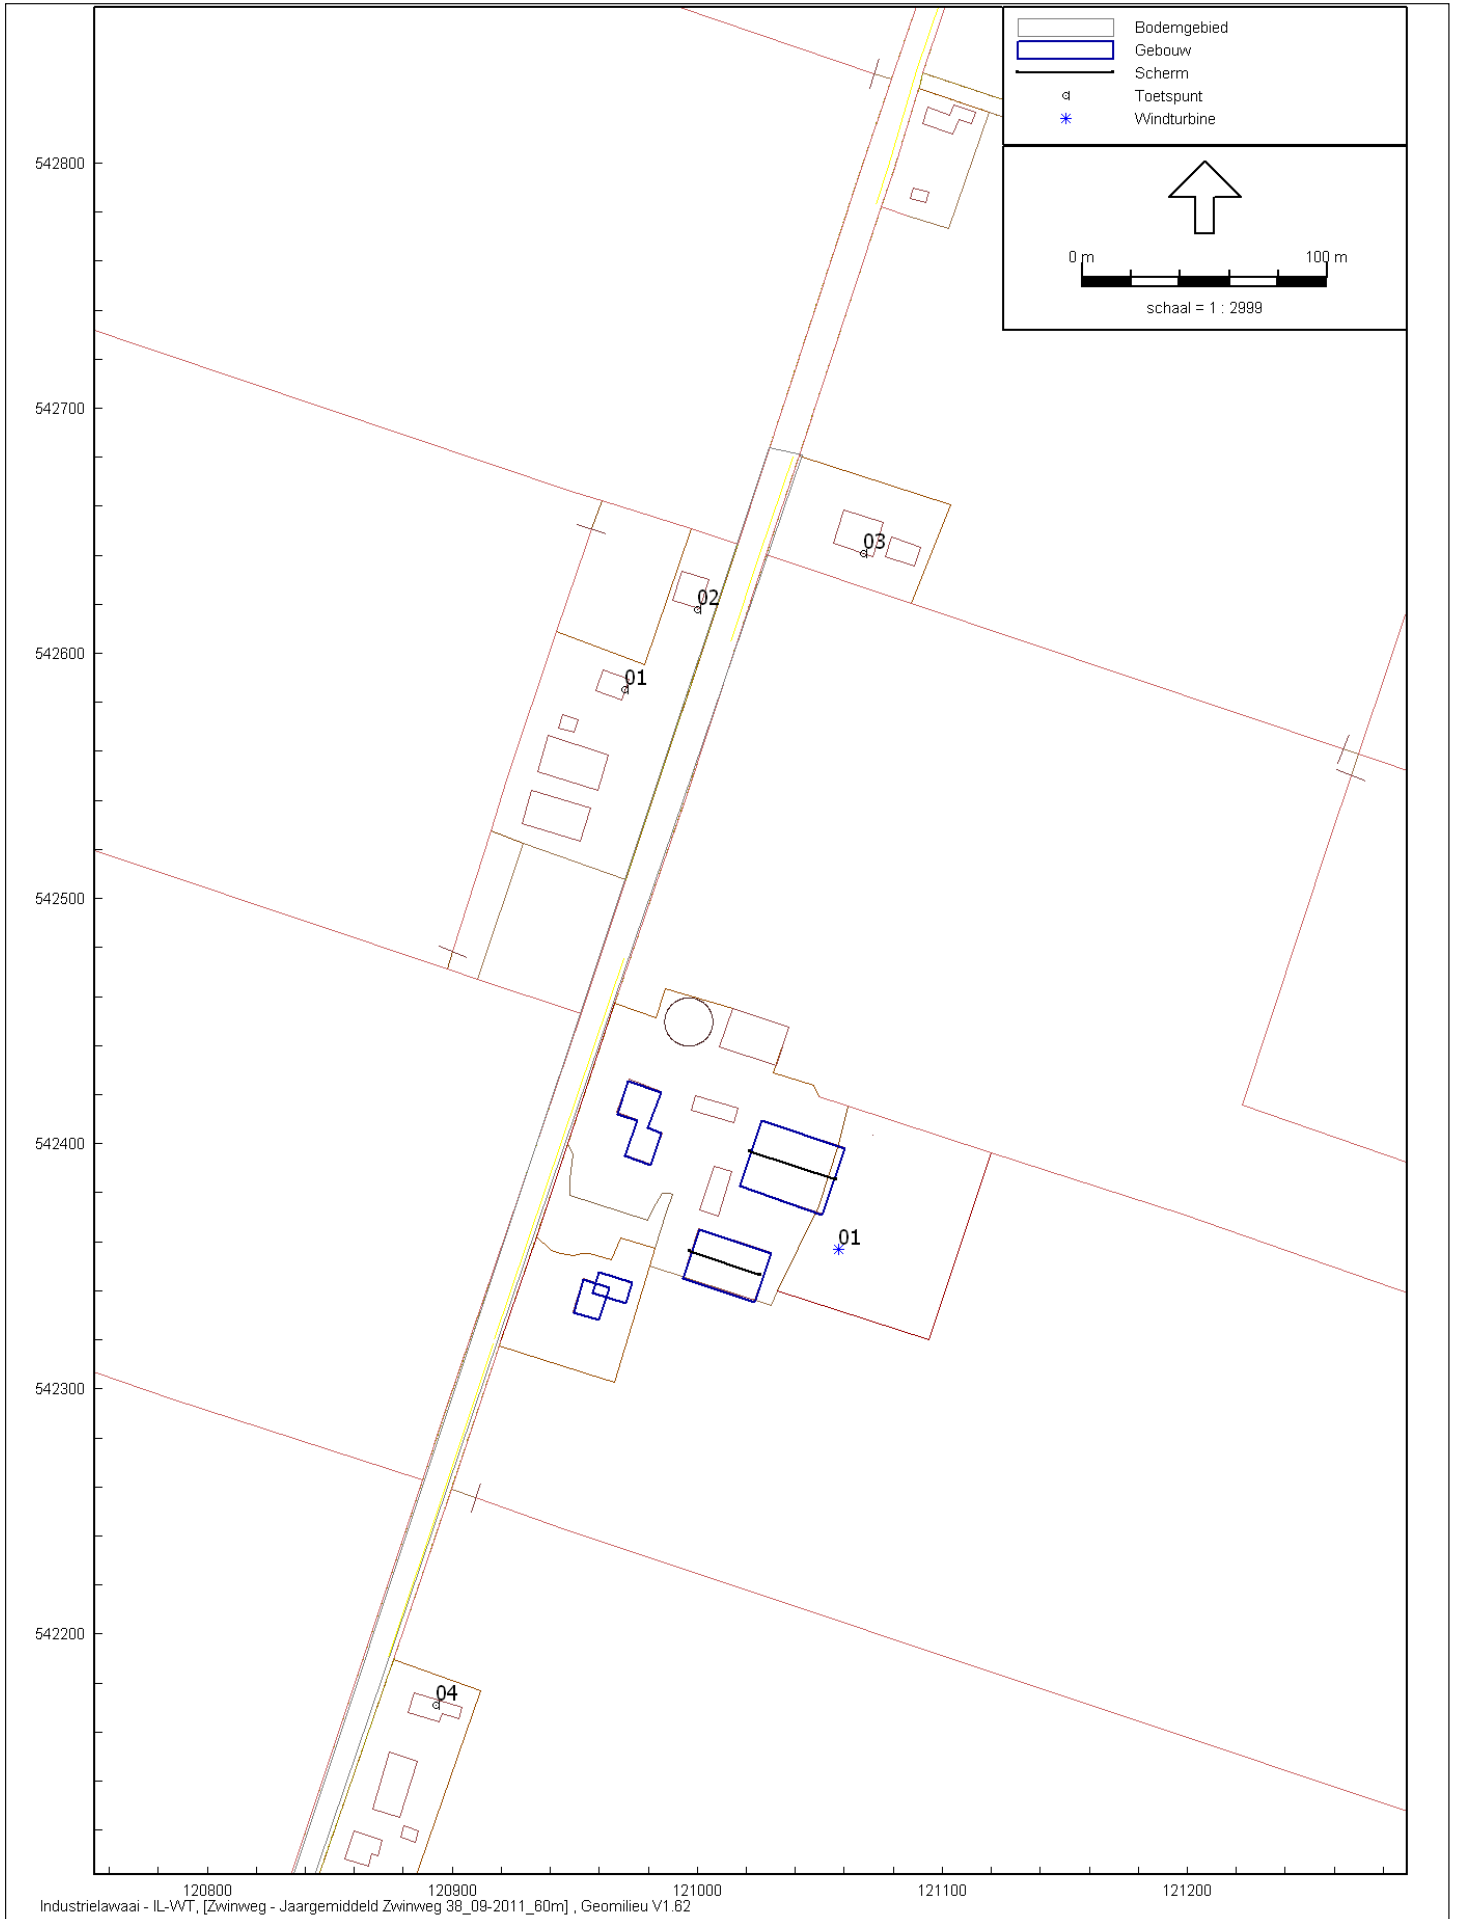 Bodemgebied
Gebouw
Scherm
Toetspunt
Windturbine
0 m 100 m
schaal = 1 : 2999
542800
542700
03
02
542600
01
542500
542400
01
542300
542200
04
120800 120900 121000 121100 121200
Industrielawaai - IL-WT, [Zwinweg - Jaargemiddeld Zwinweg 38_09-2011_60m] , Geomilieu V1.62